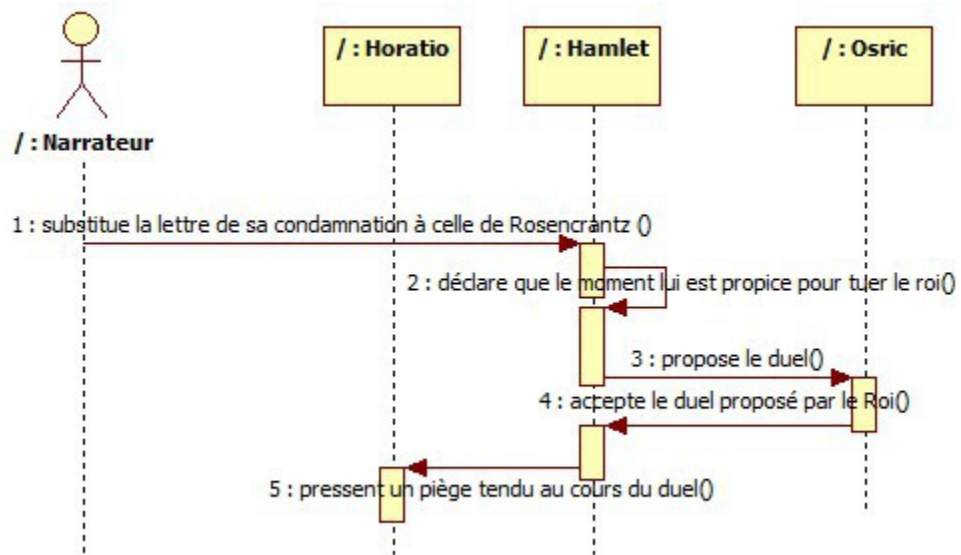 / : Horatio
/ : Hamlet
/ : Osric
/ : Narrateur
1 : substitue la lettre de sa condamnation à celle de Rosencrantz ()
2 : déclare que le moment lui est propice pour tuer le roi()
3 : propose le duel()
4 : accepte le duel proposé par le Roi()
5 : pressent un piège tendu au cours du duel()